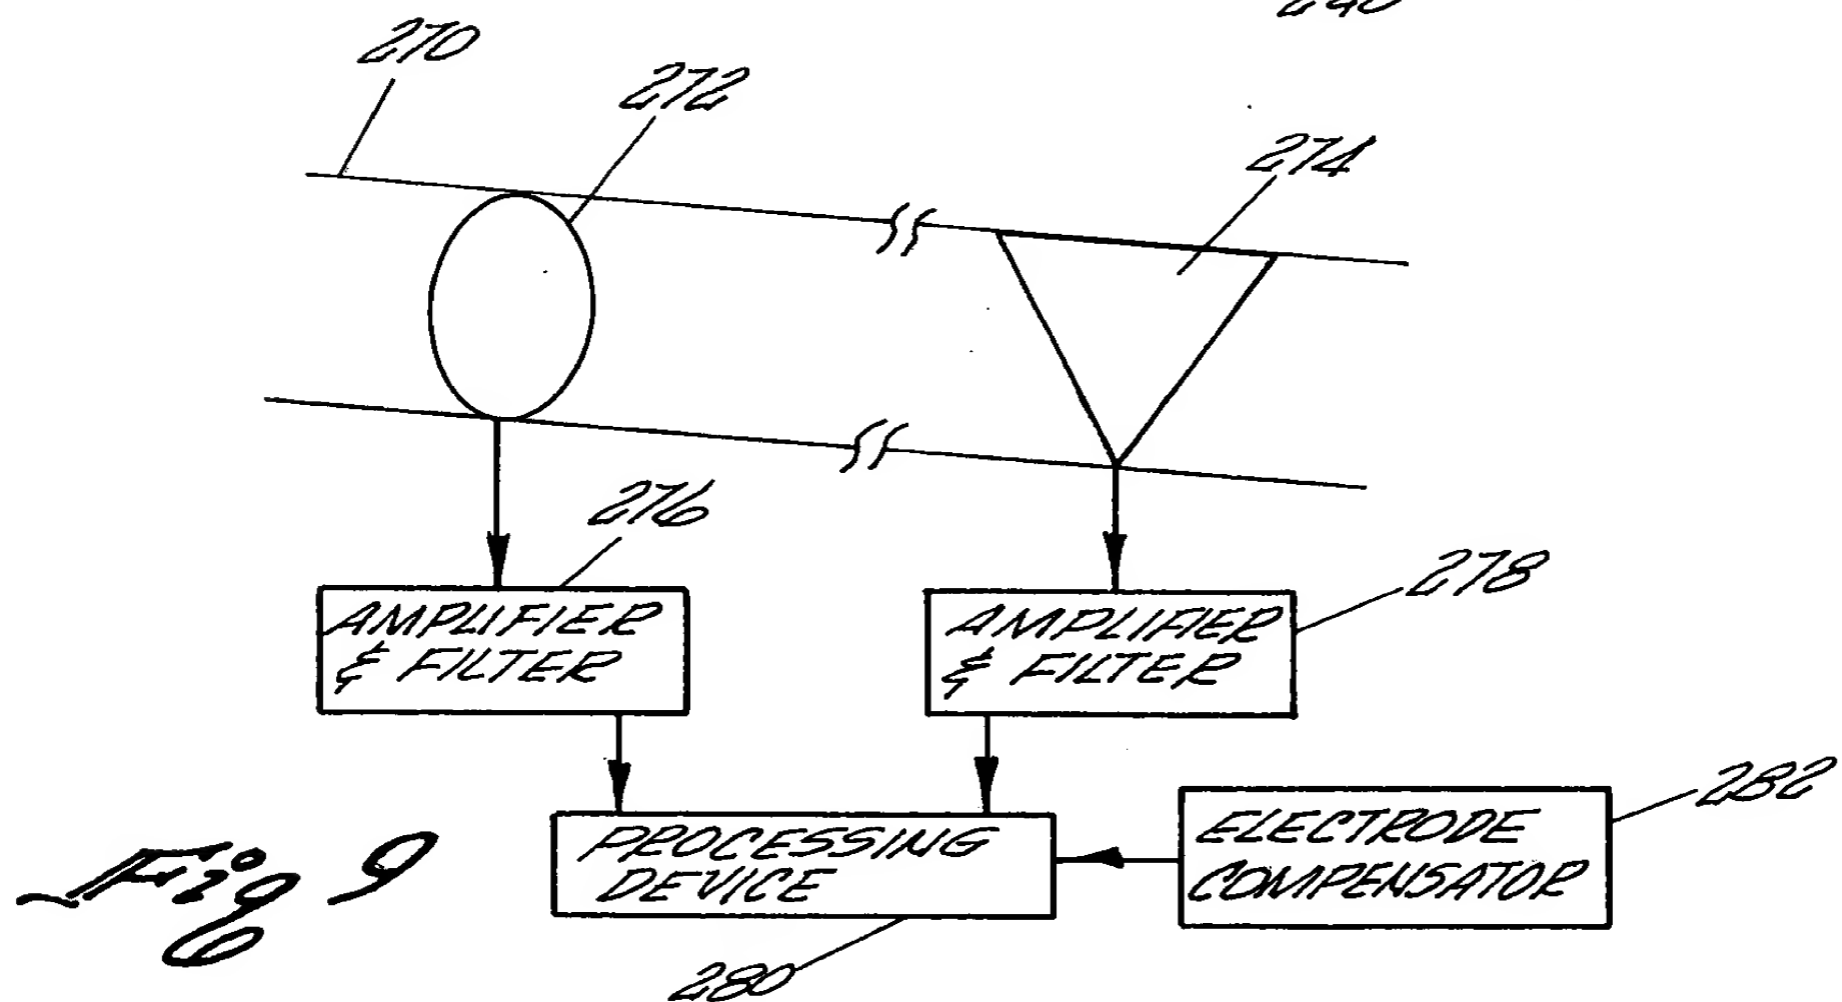 270
272
274
276
278
AMPLIFIER
& FILTER
AMPLIFIER
& FILTER
282
PROCESSING
DEVICE
ELECTRODE
COMPENSATOR
Fig 9
280